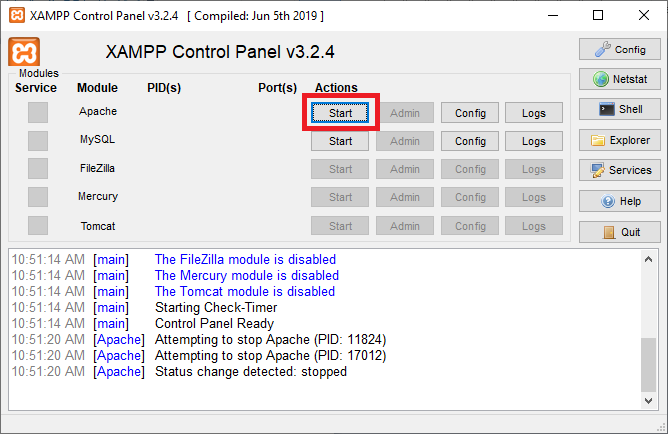 XAMPP Control Panel v3.2.4   [ Compiled: Jun 5th 2019 ]
XAMPP Control Panel v3.2.4
Config
Modules
Service Module PID(s) Port(s) Actions
Netstat
Apache Start Admin Config Logs
Shell
MySQL Start Admin Config Logs
Explorer
FileZilla Start Admin Config Logs
Services
Mercury Start Admin Config Logs
Help
Tomcat Start Admin Config Logs
Quit
10:51:14 AM [main] The FileZilla module is disabled
10:51:14 AM [main] The Mercury module is disabled
10:51:14 AM [main] The Tomcat module is disabled
10:51:14 AM [main] Starting Check-Timer
10:51:14 AM [main] Control Panel Ready
10:51:20 AM [Apache] Attempting to stop Apache (PID: 11824)
10:51:20 AM [Apache] Attempting to stop Apache (PID: 17012)
10:51:20 AM [Apache] Status change detected: stopped